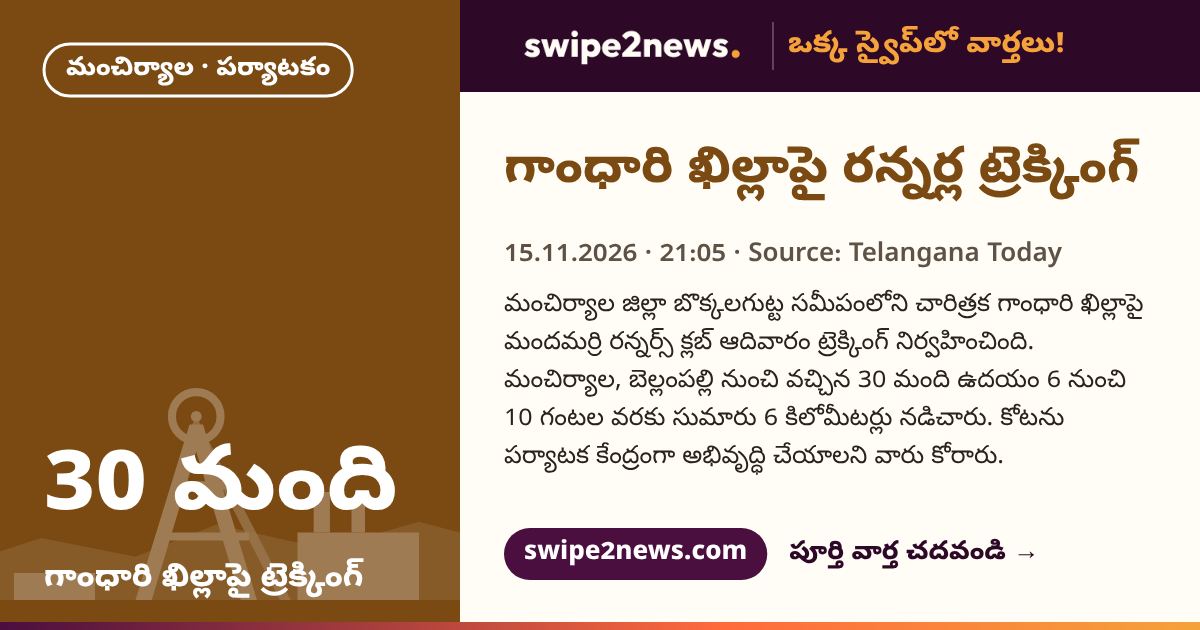 మంచిర్యాల · పర్యాటకం
30 మంది
గాంధారి ఖిల్లాపై ట్రెక్కింగ్
swipe2news.
ఒక్క స్వైప్‌లో వార్తలు!
గాంధారి ఖిల్లాపై రన్నర్ల ట్రెక్కింగ్
15.11.2026 · 21:05 · Source: Telangana Today
మంచిర్యాల జిల్లా బొక్కలగుట్ట సమీపంలోని చారిత్రక గాంధారి ఖిల్లాపై
మందమర్రి రన్నర్స్ క్లబ్ ఆదివారం ట్రెక్కింగ్ నిర్వహించింది.
మంచిర్యాల, బెల్లంపల్లి నుంచి వచ్చిన 30 మంది ఉదయం 6 నుంచి
10 గంటల వరకు సుమారు 6 కిలోమీటర్లు నడిచారు. కోటను
పర్యాటక కేంద్రంగా అభివృద్ధి చేయాలని వారు కోరారు.
swipe2news.com
పూర్తి వార్త చదవండి →